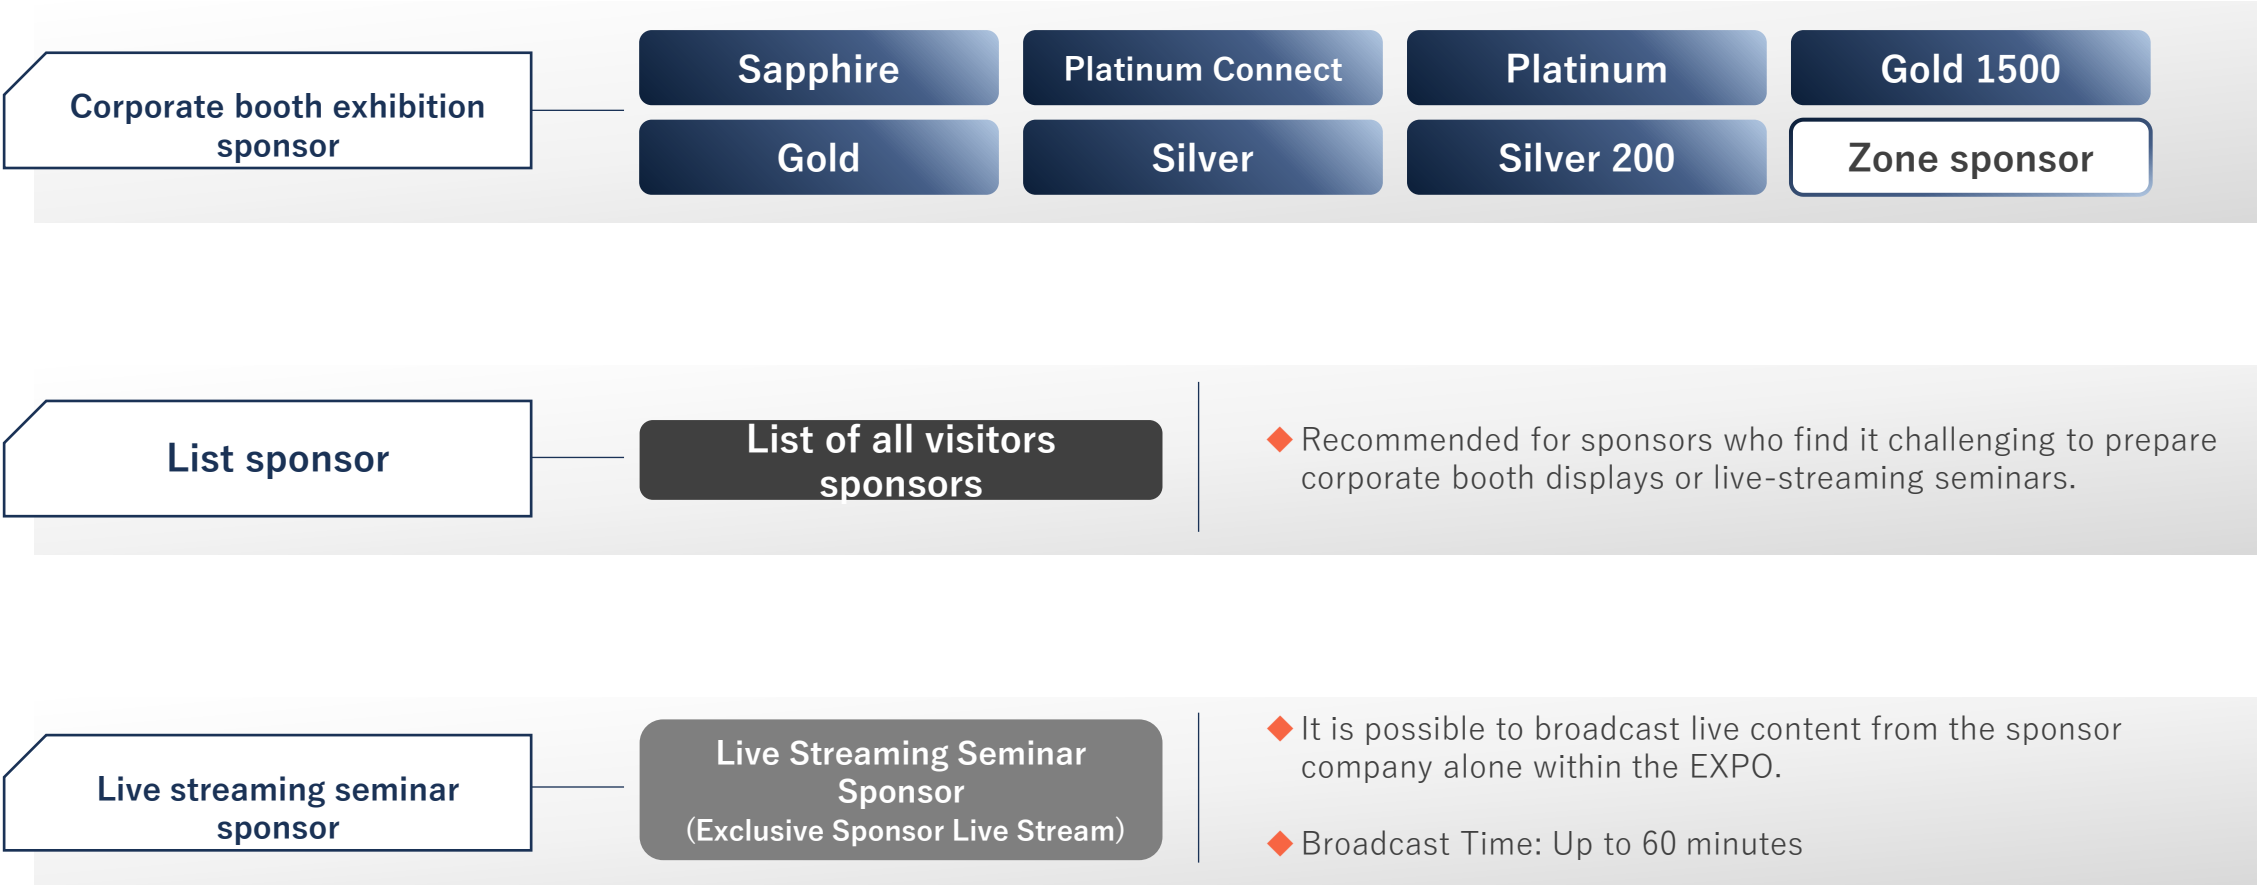 Corporate booth exhibition
sponsor
Sapphire
Platinum Connect
Platinum
Gold 1500
Gold
Silver
Silver 200
Zone sponsor
List sponsor
List of all visitors
sponsors
◆Recommended for sponsors who find it challenging to prepare
corporate booth displays or live-streaming seminars.
Live streaming seminar
sponsor
Live Streaming Seminar
Sponsor
(Exclusive Sponsor Live Stream)
◆It is possible to broadcast live content from the sponsor
company alone within the EXPO.
◆Broadcast Time: Up to 60 minutes